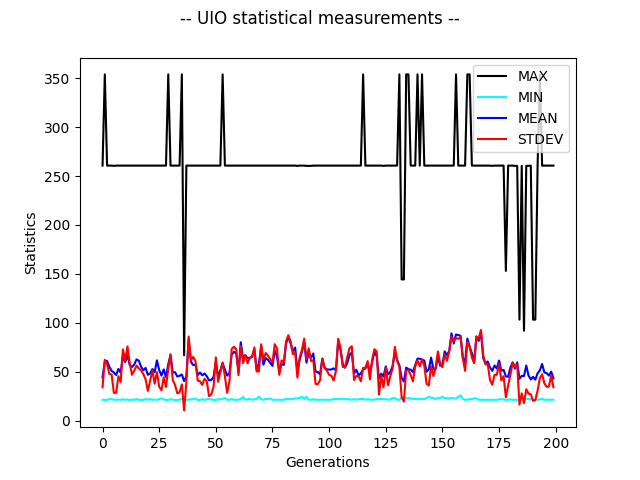 -- UIO statistical measurements --
MAX
MIN
MEAN
STDEV
Statistics
350
300
250
200
150
100
50
0
0 25 50 75 100 125 150 175 200
Generations